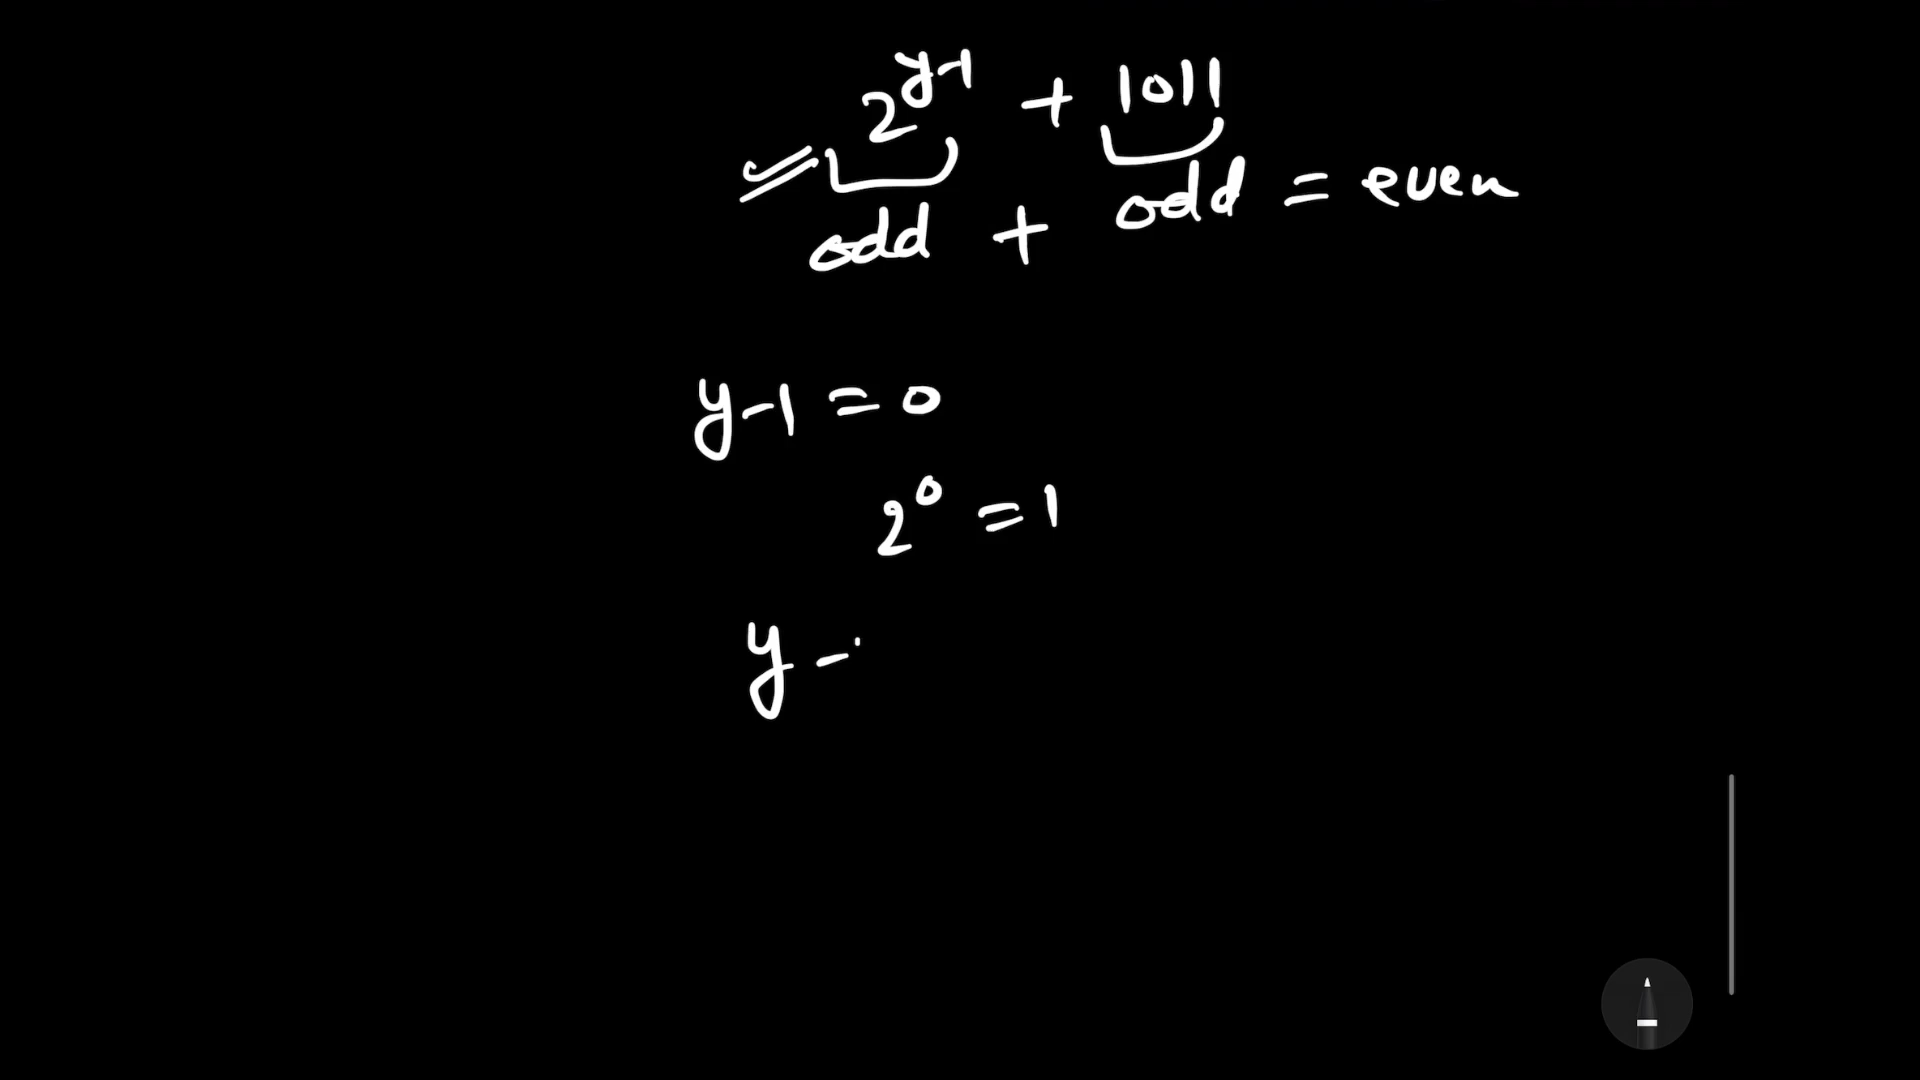 2^{y-1} + 1011
odd + odd = even
y-1 = 0
2^0 = 1
y -